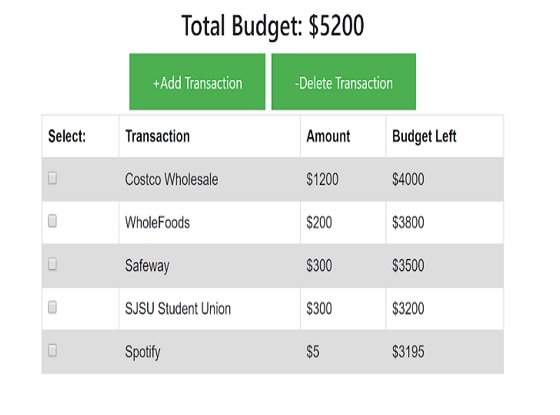 Total Budget: $5200
+Add Transaction -Delete Transaction
Select: Transaction Amount Budget Left
Costco Wholesale $1200 $4000
WholeFoods $200 $3800
Safeway $300 $3500
SJSU Student Union $300 $3200
Spotify $5 $3195